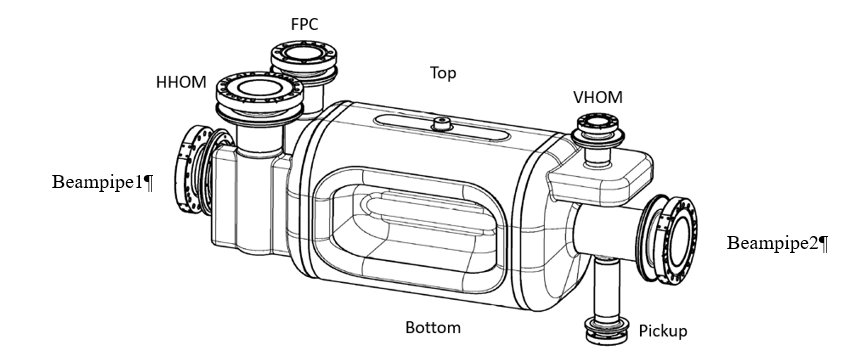 FPC
HHOM
Top
VHOM
Beampipe1¶
Beampipe2¶
Bottom
Pickup